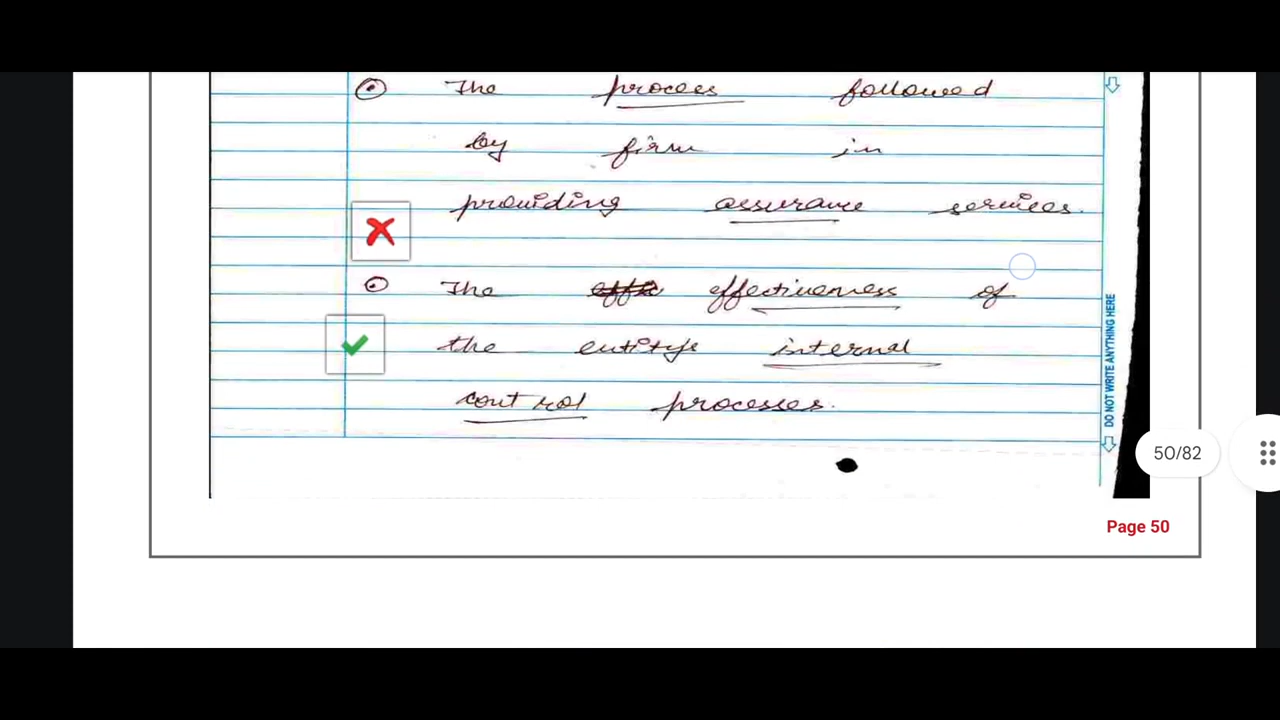 The process followed
by firm in
providing assurance services.
The effectiveness of
the entity's internal
control processes.
DO NOT WRITE ANYTHING HERE
50/82
Page 50